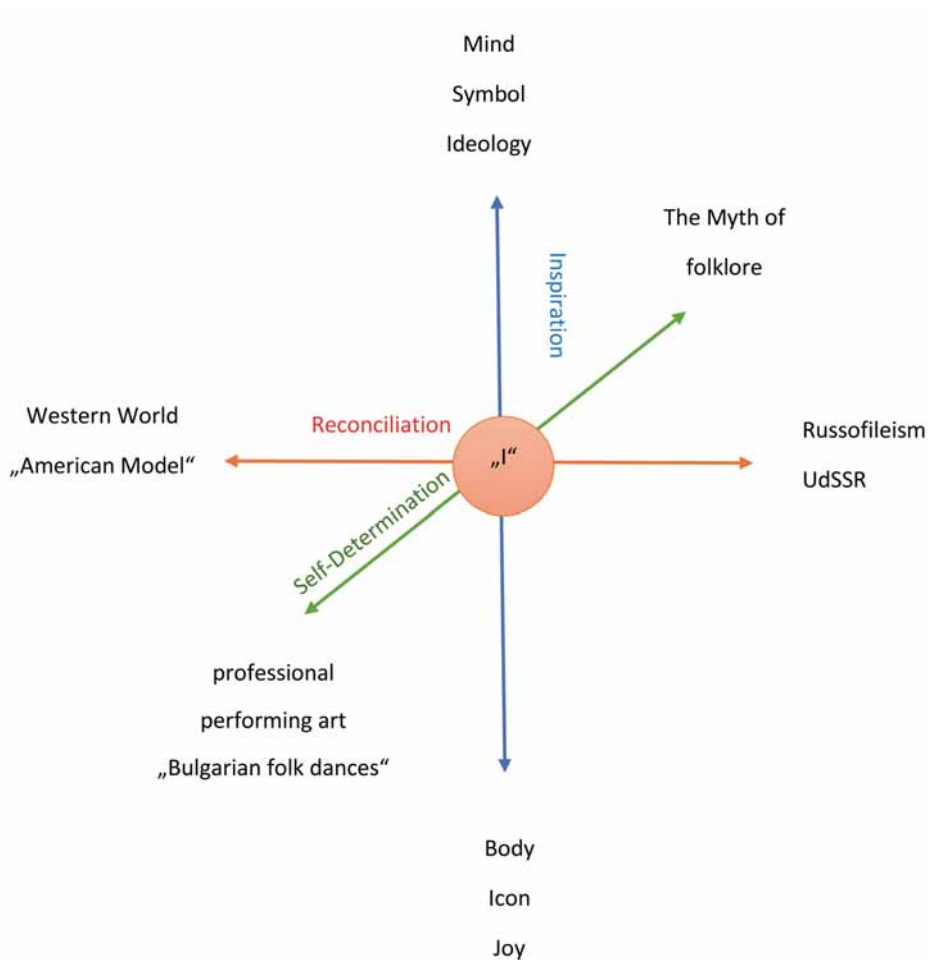 Mind
Symbol
Ideology
The Myth of
folklore
Inspiration
Western World
„American Model“
Reconciliation
„I“
Russofileism
UdSSR
Self-Determination
professional
performing art
„Bulgarian folk dances“
Body
Icon
Joy